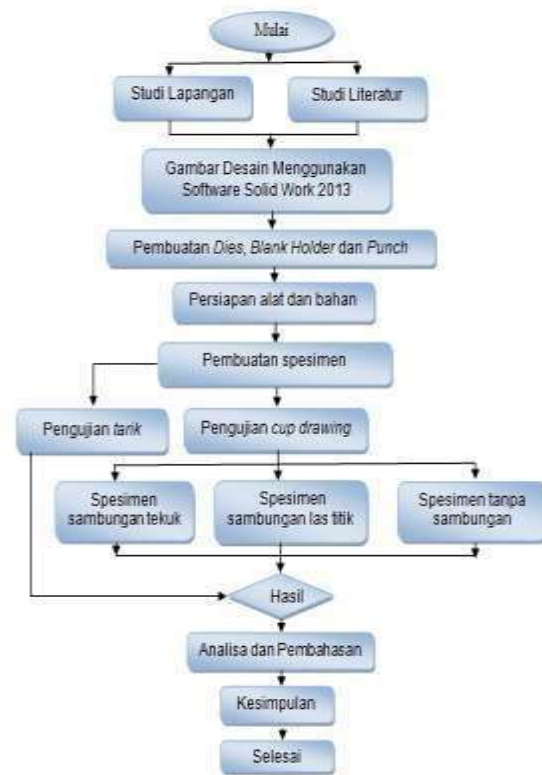 Mulai
Studi Lapangan
Studi Literatur
Gambar Desain Menggunakan
Software Solid Work 2013
Pembuatan Dies, Blank Holder dan Punch
Persiapan alat dan bahan
Pembuatan spesimen
Pengujian tarik
Pengujian cup drawing
Spesimen
sambungan tekuk
Spesimen
sambungan las titik
Spesimen tanpa
sambungan
Hasil
Analisa dan Pembahasan
Kesimpulan
Selesai